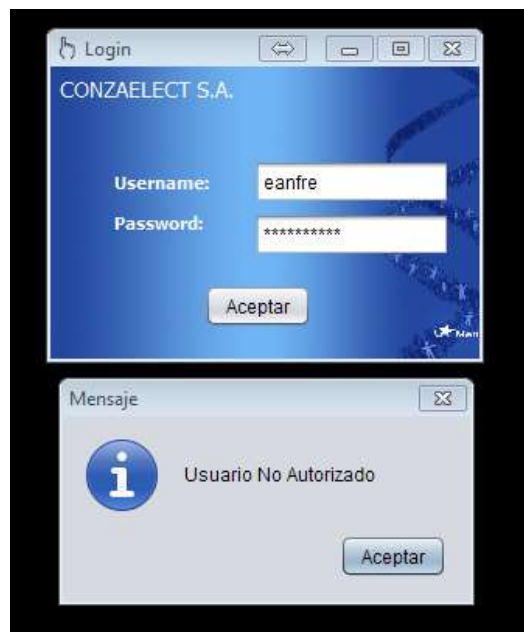 Login
CONZAELECT S.A.
Username: eanfre
Password: **********
Aceptar
Mensaje
Usuario No Autorizado
Aceptar